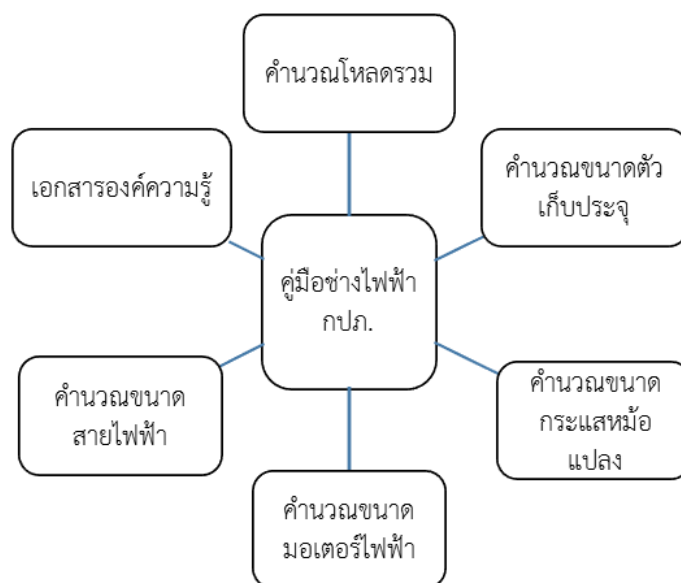 คำนวณโหลดรวม
เอกสารองค์ความรู้
คำนวณขนาดตัว
เก็บประจุ
คู่มือช่างไฟฟ้า
กปภ.
คำนวณขนาด
สายไฟฟ้า
คำนวณขนาด
กระแสหม้อ
แปลง
คำนวณขนาด
มอเตอร์ไฟฟ้า